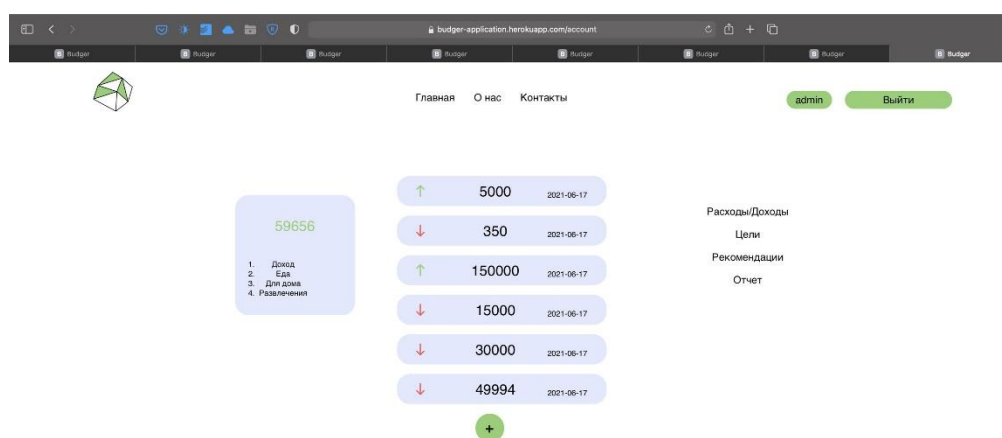 budger-application.herokuapp.com/account
B Budger B Budger B Budger B Budger B Budger B Budger B Budger B Budger
Главная О нас Контакты admin Выйти
59656
1. Доход
2. Еда
3. Для дома
4. Развлечения
5000 2021-06-17
350 2021-06-17
150000 2021-06-17
15000 2021-06-17
30000 2021-06-17
49994 2021-06-17
+
Расходы/Доходы
Цели
Рекомендации
Отчет